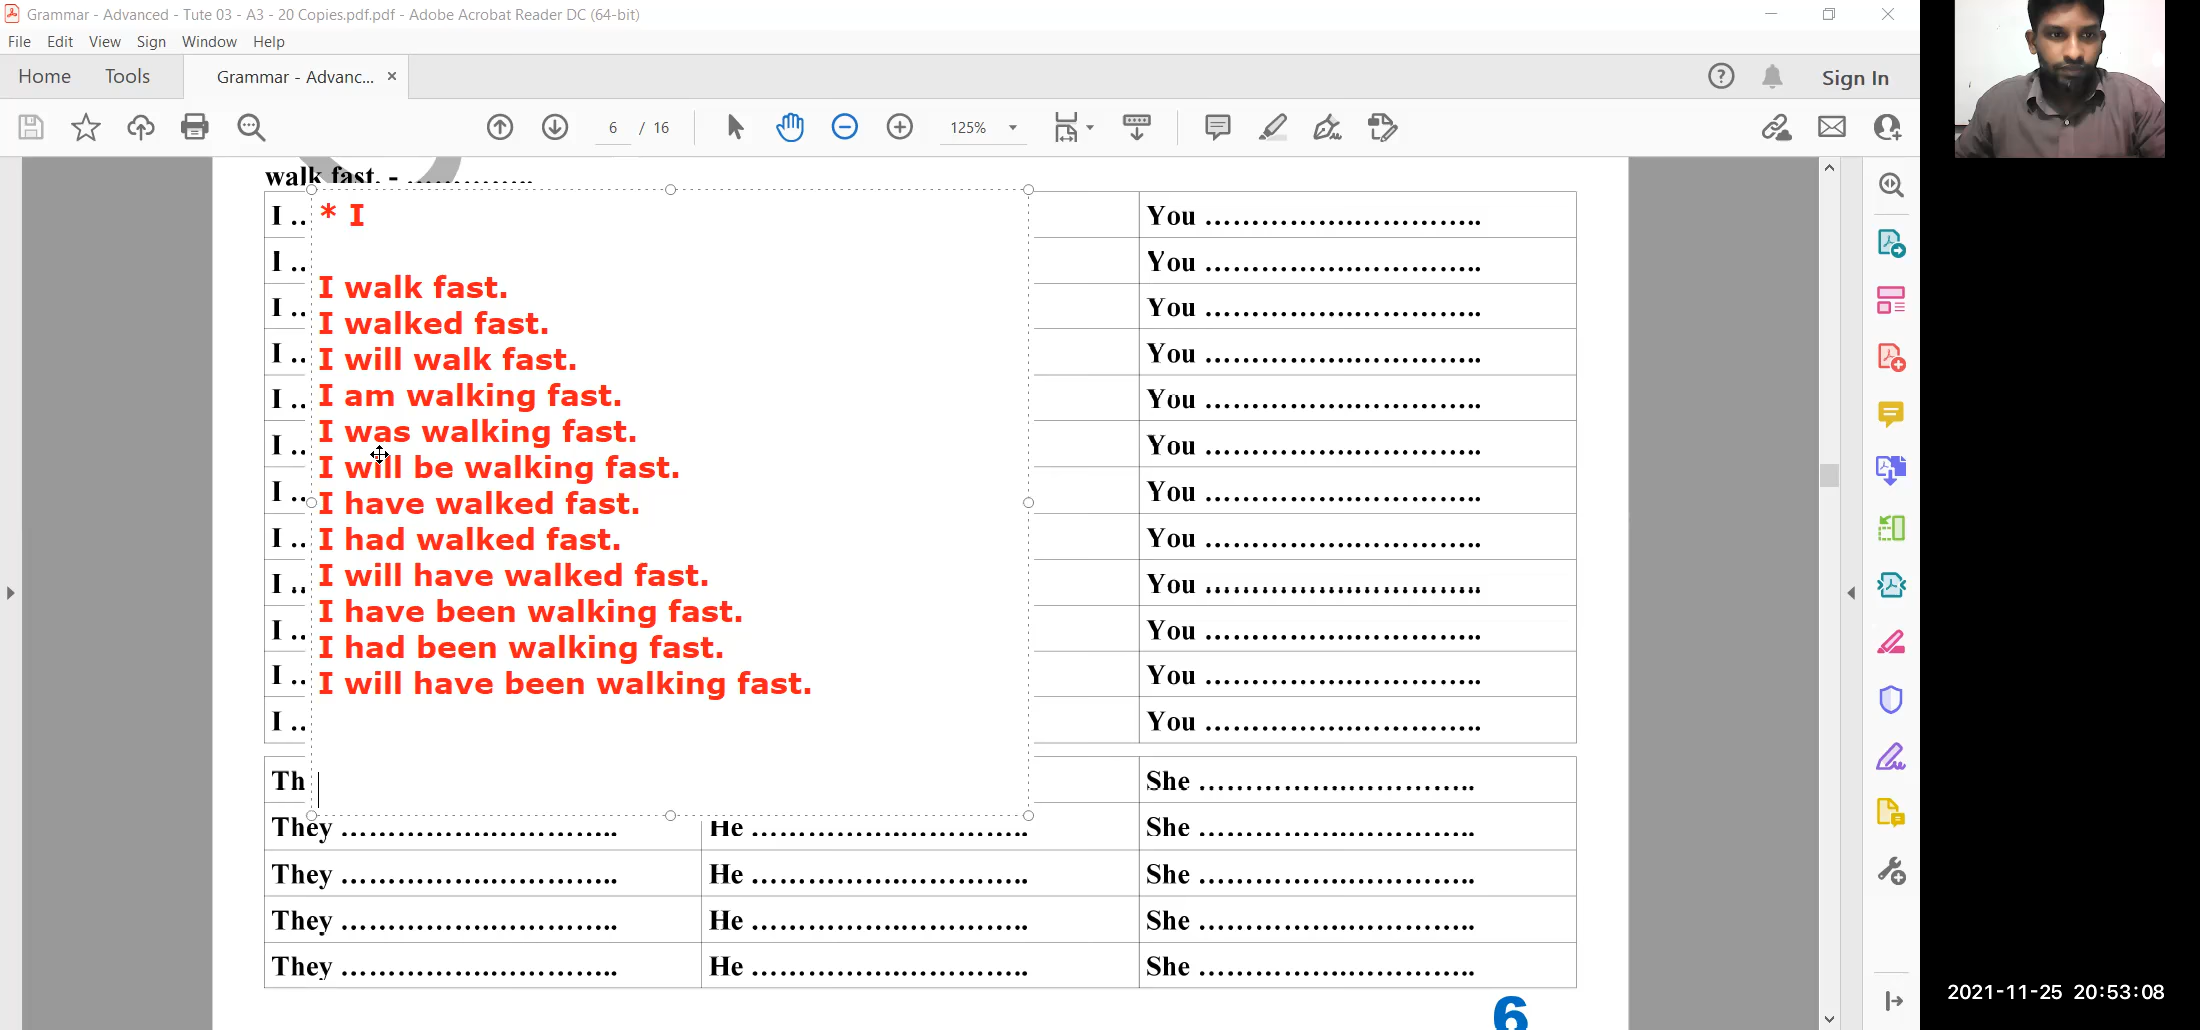 Grammar - Advanced - Tute 03 - A3 - 20 Copies.pdf.pdf - Adobe Acrobat Reader DC (64-bit)
File Edit View Sign Window Help
Home Tools Grammar - Advanc... × Sign In
6 / 16 125%
walk fast. - ..............
I .. * I You ..............................
I .. You ..............................
I .. I walk fast. You ..............................
I walked fast.
I .. I will walk fast. You ..............................
I .. I am walking fast. You ..............................
I .. I was walking fast. You ..............................
I will be walking fast.
I .. I have walked fast. You ..............................
I .. I had walked fast. You ..............................
I .. I will have walked fast. You ..............................
I .. I have been walking fast. You ..............................
I had been walking fast.
I .. I will have been walking fast. You ..............................
I .. You ..............................
Th She ..............................
They .............................. He .............................. She ..............................
They .............................. He .............................. She ..............................
They .............................. He .............................. She ..............................
They .............................. He .............................. She ..............................
6
2021-11-25 20:53:08